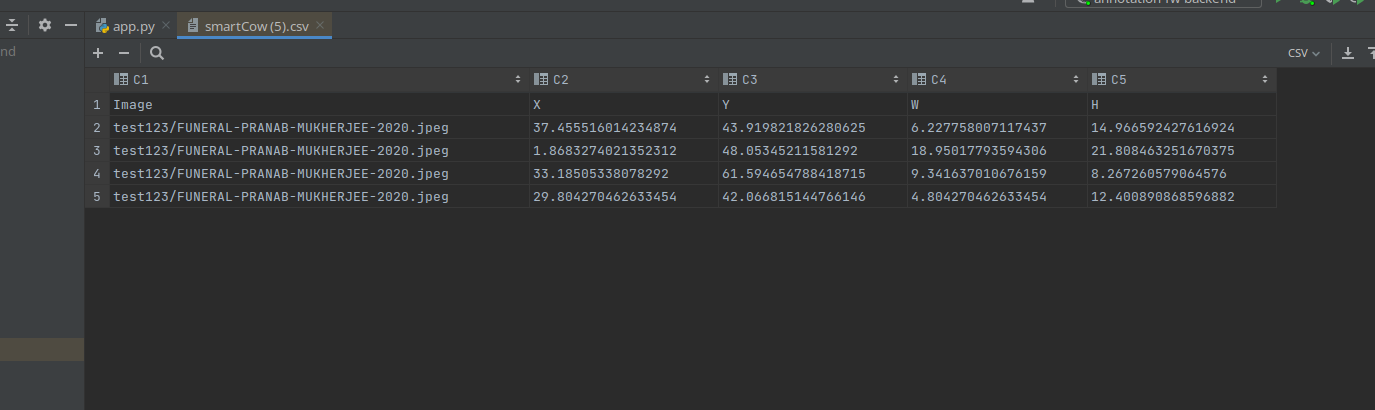 annotation-fw-backend
app.py
smartCow (5).csv
nd
CSV
C1 C2 C3 C4 C5
1 Image X Y W H
2 test123/FUNERAL-PRANAB-MUKHERJEE-2020.jpeg 37.455516014234874 43.919821826280625 6.227758007117437 14.966592427616924
3 test123/FUNERAL-PRANAB-MUKHERJEE-2020.jpeg 1.8683274021352312 48.05345211581292 18.95017793594306 21.808463251670375
4 test123/FUNERAL-PRANAB-MUKHERJEE-2020.jpeg 33.18505338078292 61.594654788418715 9.341637010676159 8.267260579064576
5 test123/FUNERAL-PRANAB-MUKHERJEE-2020.jpeg 29.804270462633454 42.066815144766146 4.804270462633454 12.400890868596882